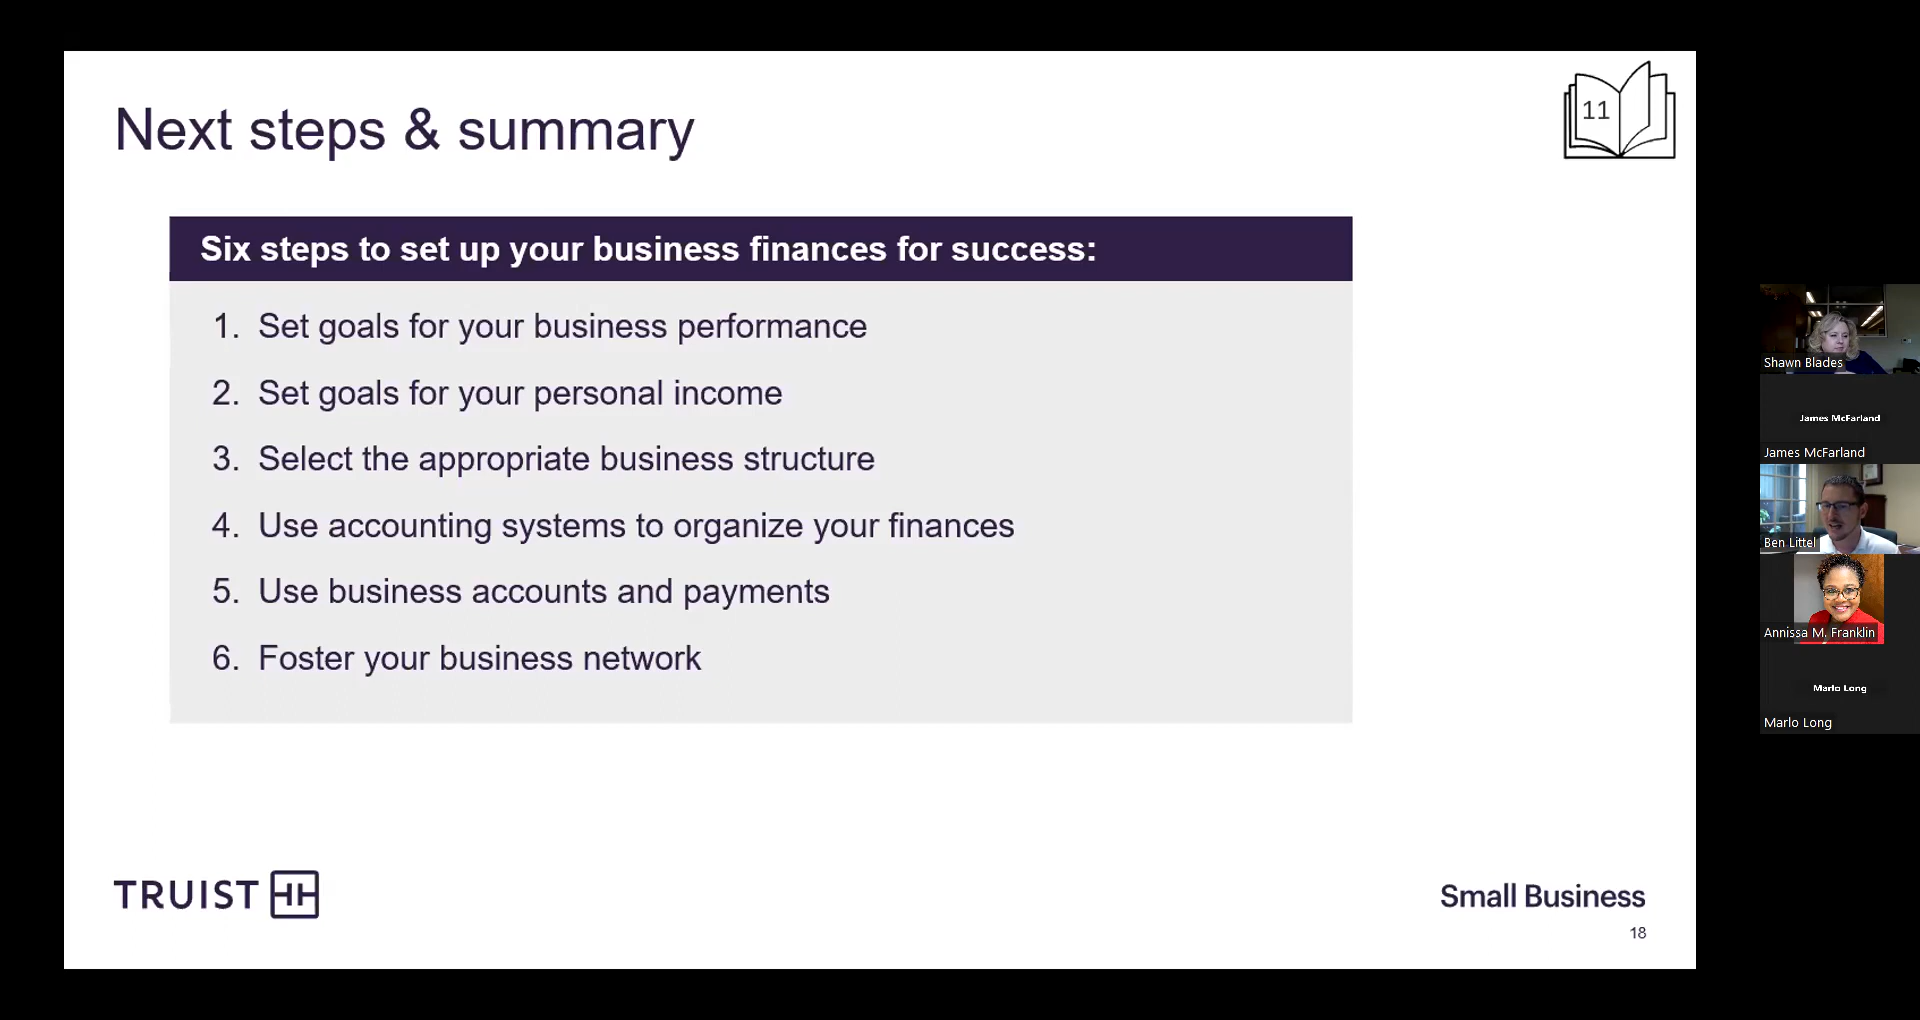 11
Next steps & summary
Six steps to set up your business finances for success:
1. Set goals for your business performance
2. Set goals for your personal income
3. Select the appropriate business structure
4. Use accounting systems to organize your finances
5. Use business accounts and payments
6. Foster your business network
TRUIST
Small Business
18
Shawn Blades
James McFarland
James McFarland
Ben Littel
Annissa M. Franklin
Marlo Long
Marlo Long